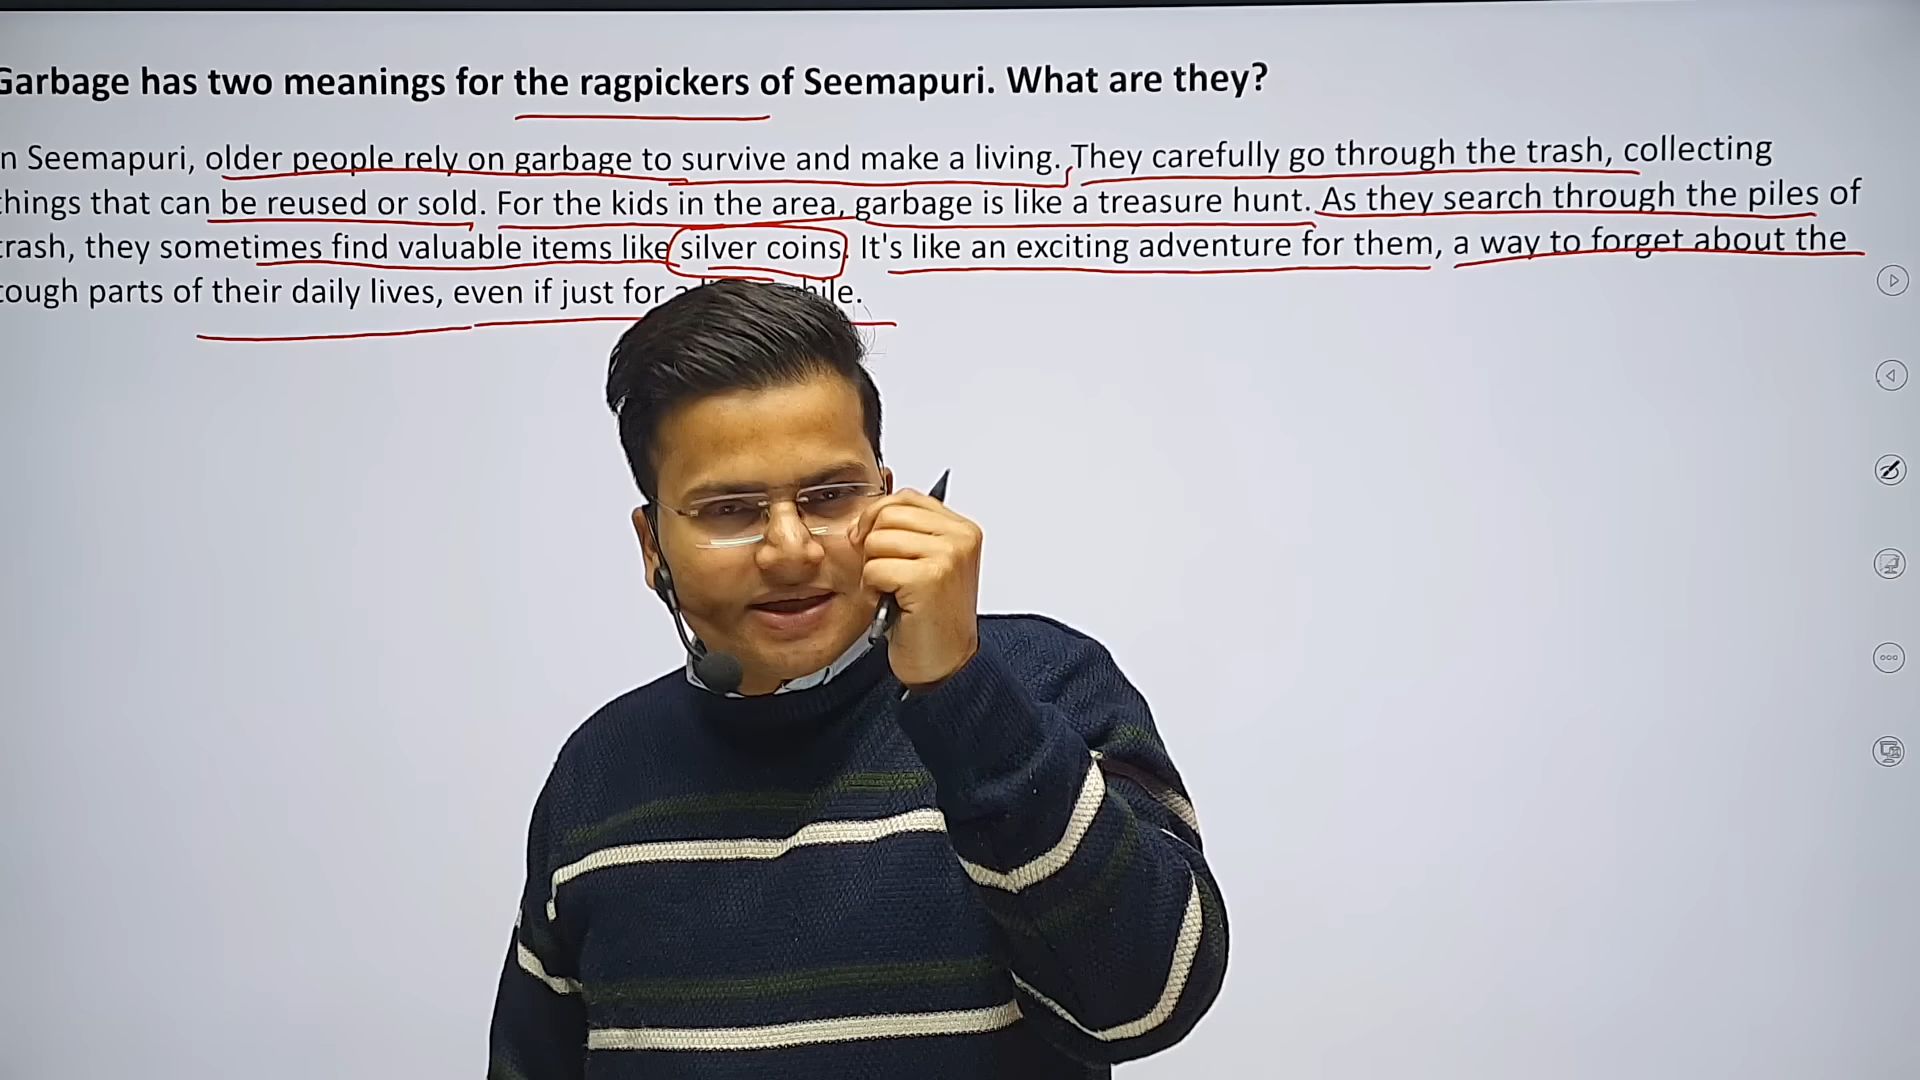 Garbage has two meanings for the ragpickers of Seemapuri. What are they?
n Seemapuri, older people rely on garbage to survive and make a living. They carefully go through the trash, collecting
things that can be reused or sold. For the kids in the area, garbage is like a treasure hunt. As they search through the piles of
trash, they sometimes find valuable items like silver coins. It's like an exciting adventure for them, a way to forget about the
tough parts of their daily lives, even if just for